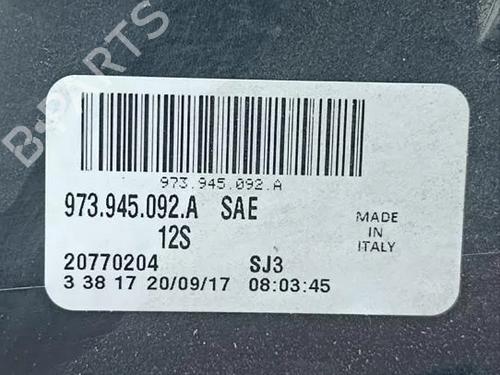 B-PARTS
973.945.092.A
973.945.092.A SAE
12S
MADE
IN
ITALY
20770204 SJ3
3 38 17 20/09/17 08:03:45